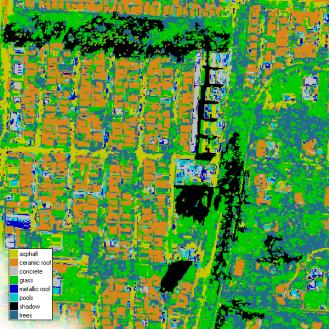 asphalt
ceramic roof
concrete
grass
metallic roof
pools
shadow
trees